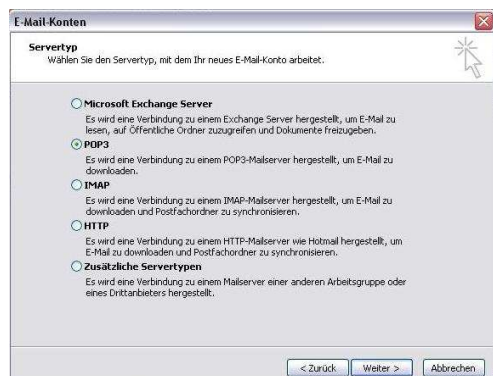 E-Mail-Konten
Servertyp
Wählen Sie den Servertyp, mit dem Ihr neues E-Mail-Konto arbeitet.
Microsoft Exchange Server
Es wird eine Verbindung zu einem Exchange Server hergestellt, um E-Mail zu
lesen, auf Öffentliche Ordner zuzugreifen und Dokumente freizugeben.
POP3
Es wird eine Verbindung zu einem POP3-Mailserver hergestellt, um E-Mail zu
downloaden.
IMAP
Es wird eine Verbindung zu einem IMAP-Mailserver hergestellt, um E-Mail zu
downloaden und Postfachordner zu synchronisieren.
HTTP
Es wird eine Verbindung zu einem HTTP-Mailserver wie Hotmail hergestellt, um
E-Mail zu downloaden und Postfachordner zu synchronisieren.
Zusätzliche Servertypen
Es wird eine Verbindung zu einem Mailserver einer anderen Arbeitsgruppe oder
eines Drittanbieters hergestellt.
< Zurück Weiter > Abbrechen